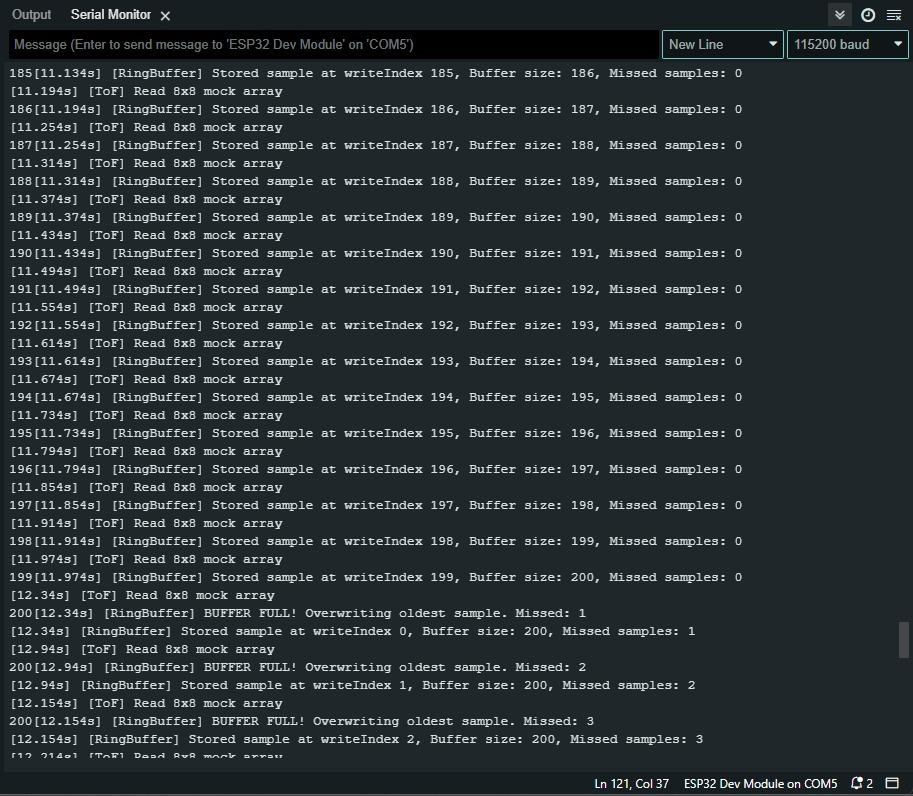 Output Serial Monitor
Message (Enter to send message to 'ESP32 Dev Module' on 'COM5') New Line 115200 baud
185[11.134s] [RingBuffer] Stored sample at writeIndex 185, Buffer size: 186, Missed samples: 0
[11.194s] [ToF] Read 8x8 mock array
186[11.194s] [RingBuffer] Stored sample at writeIndex 186, Buffer size: 187, Missed samples: 0
[11.254s] [ToF] Read 8x8 mock array
187[11.254s] [RingBuffer] Stored sample at writeIndex 187, Buffer size: 188, Missed samples: 0
[11.314s] [ToF] Read 8x8 mock array
188[11.314s] [RingBuffer] Stored sample at writeIndex 188, Buffer size: 189, Missed samples: 0
[11.374s] [ToF] Read 8x8 mock array
189[11.374s] [RingBuffer] Stored sample at writeIndex 189, Buffer size: 190, Missed samples: 0
[11.434s] [ToF] Read 8x8 mock array
190[11.434s] [RingBuffer] Stored sample at writeIndex 190, Buffer size: 191, Missed samples: 0
[11.494s] [ToF] Read 8x8 mock array
191[11.494s] [RingBuffer] Stored sample at writeIndex 191, Buffer size: 192, Missed samples: 0
[11.554s] [ToF] Read 8x8 mock array
192[11.554s] [RingBuffer] Stored sample at writeIndex 192, Buffer size: 193, Missed samples: 0
[11.614s] [ToF] Read 8x8 mock array
193[11.614s] [RingBuffer] Stored sample at writeIndex 193, Buffer size: 194, Missed samples: 0
[11.674s] [ToF] Read 8x8 mock array
194[11.674s] [RingBuffer] Stored sample at writeIndex 194, Buffer size: 195, Missed samples: 0
[11.734s] [ToF] Read 8x8 mock array
195[11.734s] [RingBuffer] Stored sample at writeIndex 195, Buffer size: 196, Missed samples: 0
[11.794s] [ToF] Read 8x8 mock array
196[11.794s] [RingBuffer] Stored sample at writeIndex 196, Buffer size: 197, Missed samples: 0
[11.854s] [ToF] Read 8x8 mock array
197[11.854s] [RingBuffer] Stored sample at writeIndex 197, Buffer size: 198, Missed samples: 0
[11.914s] [ToF] Read 8x8 mock array
198[11.914s] [RingBuffer] Stored sample at writeIndex 198, Buffer size: 199, Missed samples: 0
[11.974s] [ToF] Read 8x8 mock array
199[11.974s] [RingBuffer] Stored sample at writeIndex 199, Buffer size: 200, Missed samples: 0
[12.34s] [ToF] Read 8x8 mock array
200[12.34s] [RingBuffer] BUFFER FULL! Overwriting oldest sample. Missed: 1
[12.34s] [RingBuffer] Stored sample at writeIndex 0, Buffer size: 200, Missed samples: 1
[12.94s] [ToF] Read 8x8 mock array
200[12.94s] [RingBuffer] BUFFER FULL! Overwriting oldest sample. Missed: 2
[12.94s] [RingBuffer] Stored sample at writeIndex 1, Buffer size: 200, Missed samples: 2
[12.154s] [ToF] Read 8x8 mock array
200[12.154s] [RingBuffer] BUFFER FULL! Overwriting oldest sample. Missed: 3
[12.154s] [RingBuffer] Stored sample at writeIndex 2, Buffer size: 200, Missed samples: 3
[12.214s] [ToF] Read 8x8 mock array
Ln 121, Col 37 ESP32 Dev Module on COM5 2